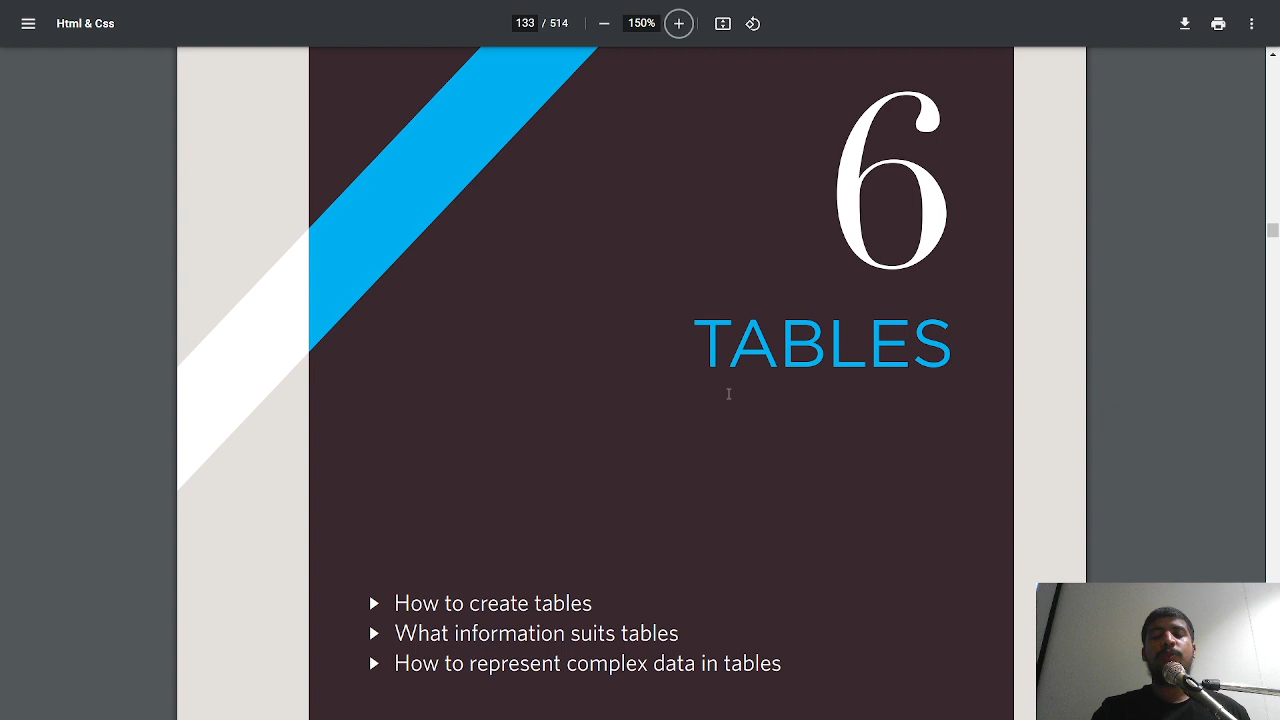 Html & Css
133 / 514
150%
6
TABLES
How to create tables
What information suits tables
How to represent complex data in tables